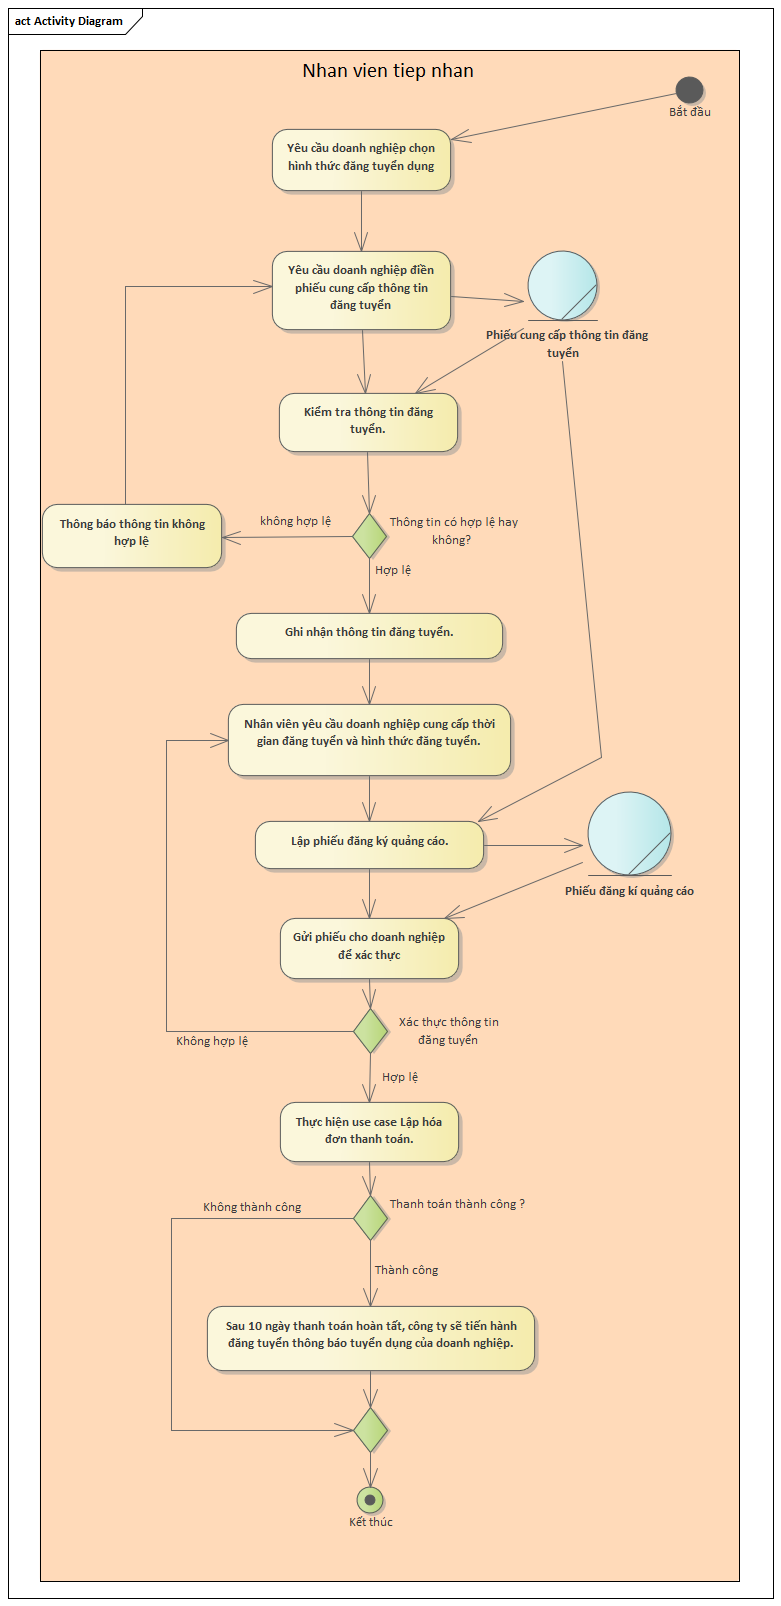 act Activity Diagram
Nhan vien tiep nhan
Bắt đầu
Yêu cầu doanh nghiệp chọn
hình thức đăng tuyển dụng
Yêu cầu doanh nghiệp điền
phiếu cung cấp thông tin
đăng tuyển
Phiếu cung cấp thông tin đăng
tuyển
Kiểm tra thông tin đăng
tuyển.
Thông báo thông tin không
hợp lệ
không hợp lệ
Thông tin có hợp lệ hay
không?
Hợp lệ
Ghi nhận thông tin đăng tuyển.
Nhân viên yêu cầu doanh nghiệp cung cấp thời
gian đăng tuyển và hình thức đăng tuyển.
Lập phiếu đăng ký quảng cáo.
Phiếu đăng kí quảng cáo
Gửi phiếu cho doanh nghiệp
để xác thực
Xác thực thông tin
đăng tuyển
Không hợp lệ
Hợp lệ
Thực hiện use case Lập hóa
đơn thanh toán.
Không thành công
Thanh toán thành công ?
Thành công
Sau 10 ngày thanh toán hoàn tất, công ty sẽ tiến hành
đăng tuyển thông báo tuyển dụng của doanh nghiệp.
Kết thúc